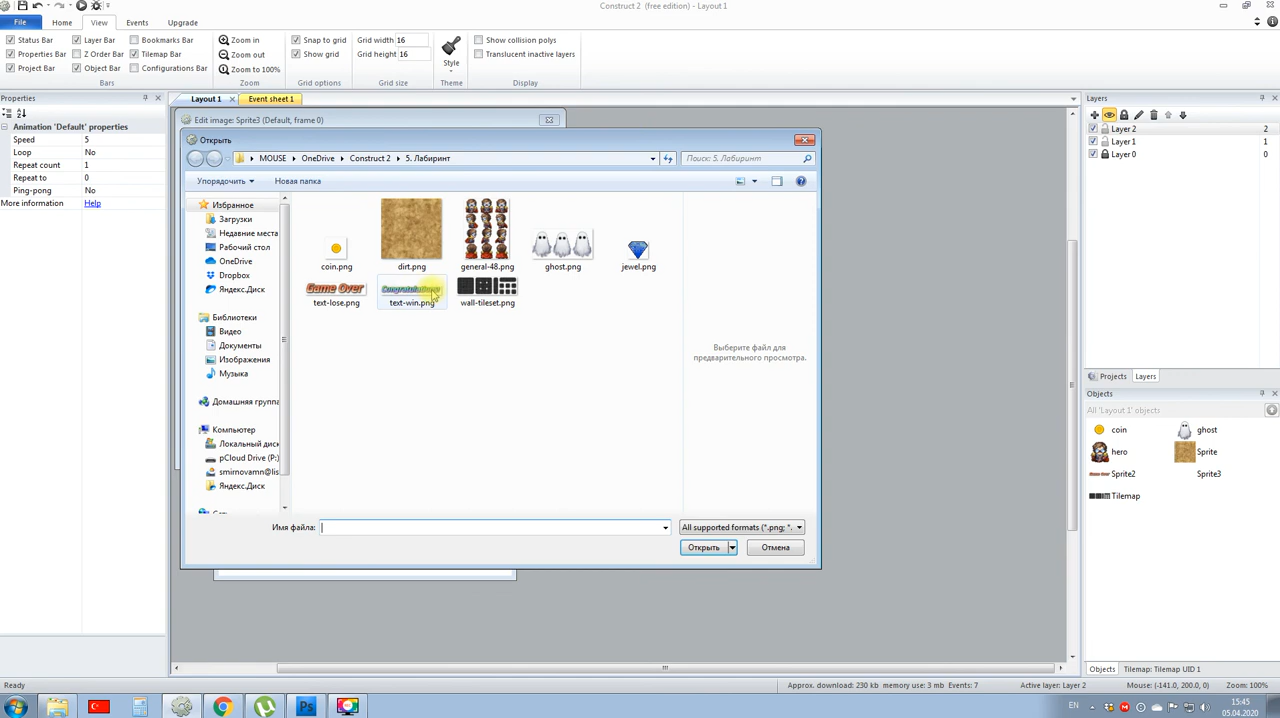 Construct 2 (free edition) - Layout 1
File Home View Events Upgrade
Status Bar Layer Bar Bookmarks Bar Zoom in Snap to grid Grid width 16 Show collision polys
Properties Bar Z Order Bar Tilemap Bar Zoom out Show grid Grid height 16 Translucent inactive layers
Project Bar Object Bar Configurations Bar Zoom to 100% Style
Bars Zoom Grid options Grid size Theme Display
Properties Layout 1 Event sheet 1 Layers
Edit image: Sprite3 (Default, frame 0)
Animation 'Default' properties
Speed 5
Loop No
Repeat count 1
Repeat to 0
Ping-pong No
More information Help
Открыть
MOUSE OneDrive Construct 2 5. Лабиринт Поиск: 5. Лабиринт
Упорядочить Новая папка
Избранное
Загрузки
Недавние места
Рабочий стол
OneDrive
Dropbox
Яндекс.Диск
Библиотеки
Видео
Документы
Изображения
Музыка
Домашняя группа
Компьютер
Локальный диск
pCloud Drive (P:)
smirnovamn@lis
Яндекс.Диск
coin.png dirt.png general-48.png ghost.png jewel.png
Game Over Congratulations
text-lose.png text-win.png wall-tileset.png
Выберите файл для
предварительного просмотра.
Имя файла: All supported formats (*.png; *.
Открыть Отмена
Layer 2 2
Layer 1 1
Layer 0 0
Projects Layers
Objects
All 'Layout 1' objects
coin ghost
hero Sprite
Game Over Sprite2 Sprite3
Tilemap
Objects Tilemap: Tilemap UID 1
Ready Approx. download: 230 kb memory use: 3 mb Events: 7 Active layer: Layer 2 Mouse: (-141.0, 200.0, 0) Zoom: 100%
Ps EN 15:45
05.04.2020